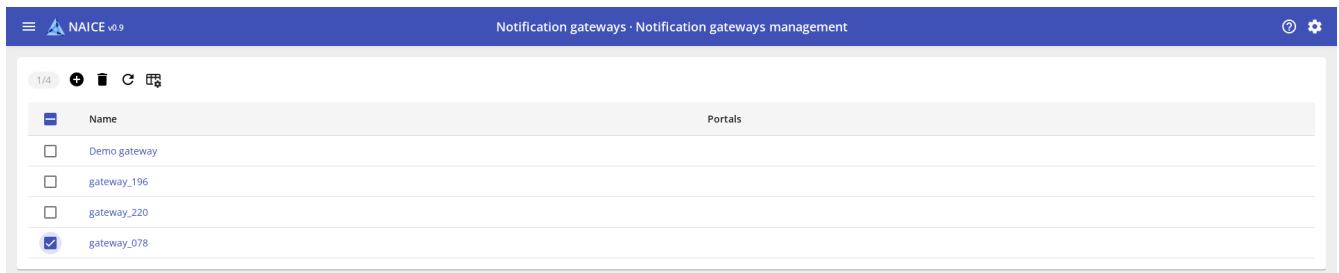 NAICE v0.9 Notification gateways · Notification gateways management
1/4
Name Portals
Demo gateway
gateway_196
gateway_220
gateway_078